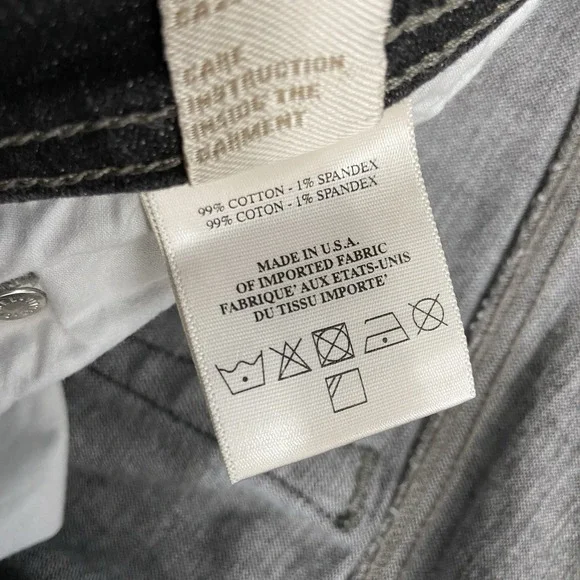 CARE
INSTRUCTION
INSIDE THE
GARMENT
99% COTTON - 1% SPANDEX
99% COTON - 1% SPANDEX
MADE IN U.S.A.
OF IMPORTED FABRIC
FABRIQUE' AUX ETATS-UNIS
DU TISSU IMPORTE'